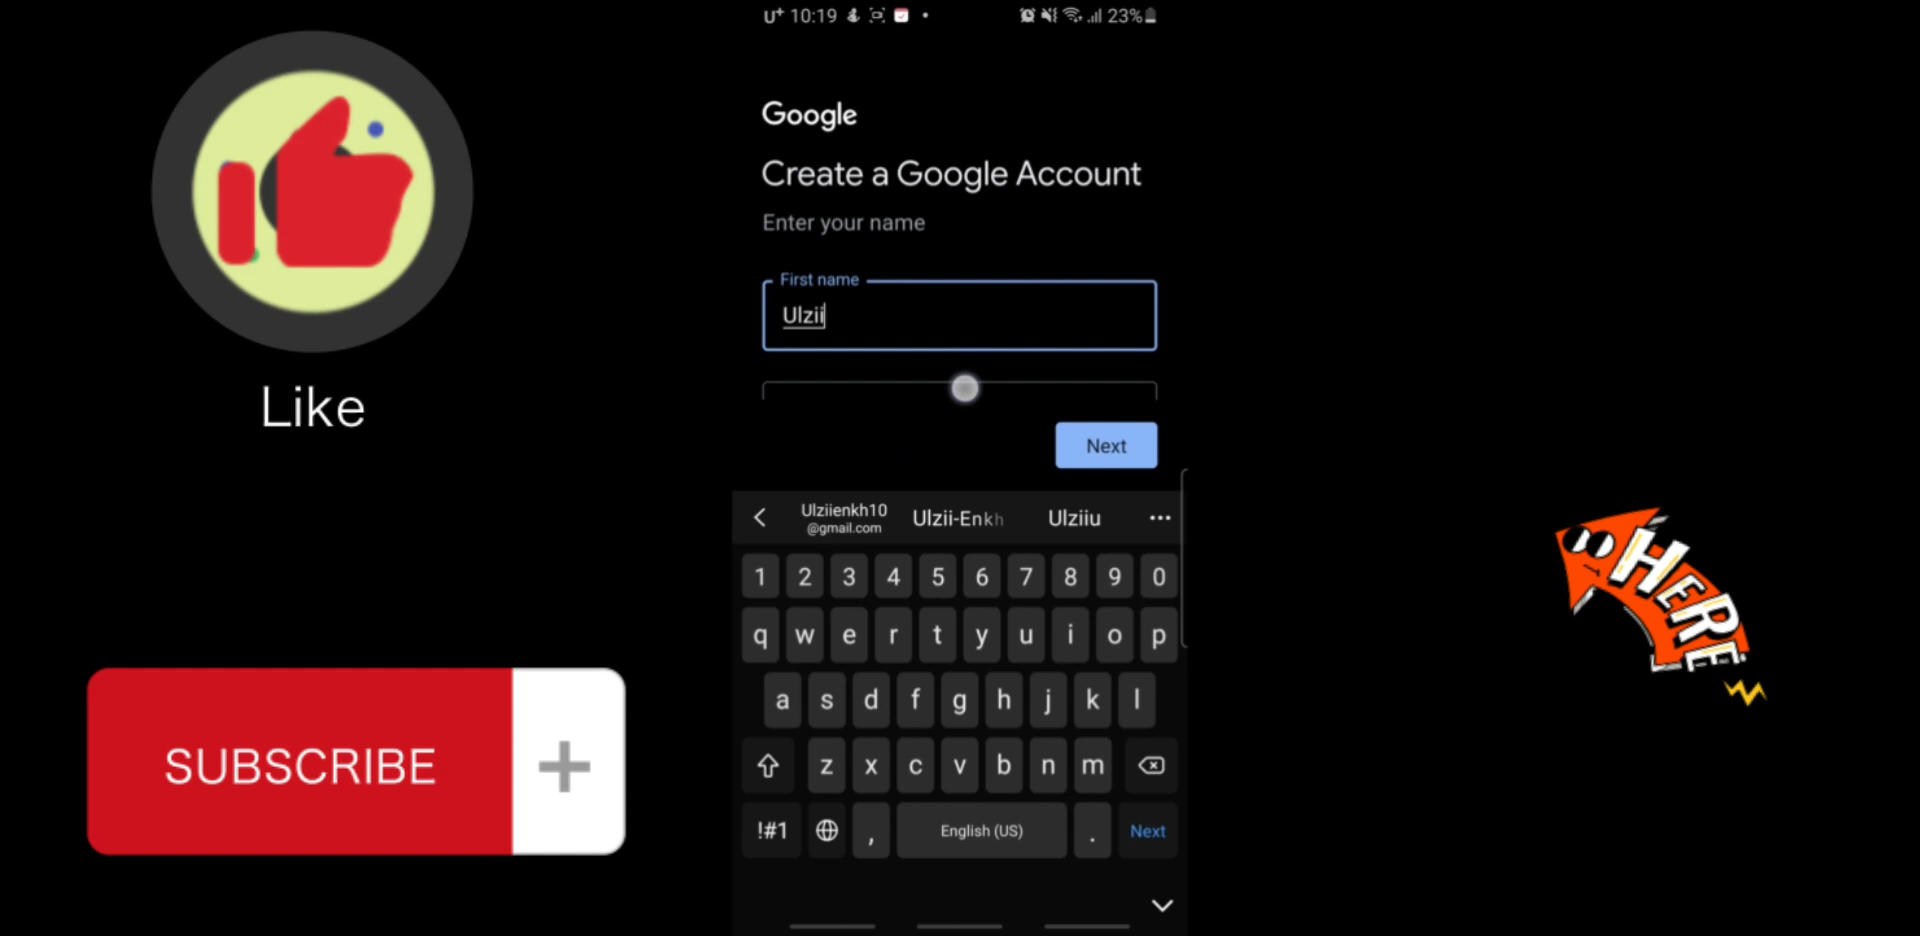 U+ 10:19 23%
Google
Create a Google Account
Enter your name
First name
Ulzii
Next
Ulziienkh10
@gmail.com
Ulzii-Enkh
Ulziiu
1 2 3 4 5 6 7 8 9 0
q w e r t y u i o p
a s d f g h j k l
z x c v b n m
!#1 , English (US) . Next
Like
SUBSCRIBE
HERE